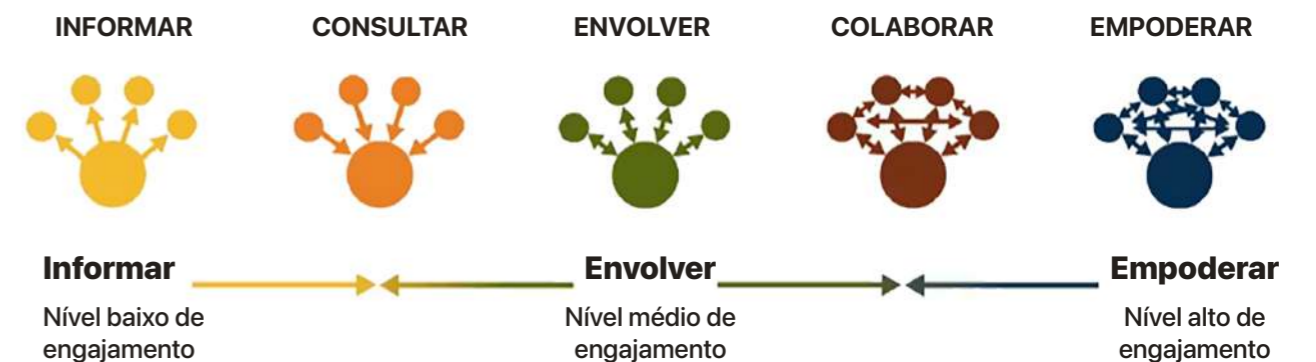 INFORMAR
CONSULTAR
ENVOLVER
COLABORAR
EMPODERAR
Informar
Envolver
Empoderar
Nível baixo de
engajamento
Nível médio de
engajamento
Nível alto de
engajamento